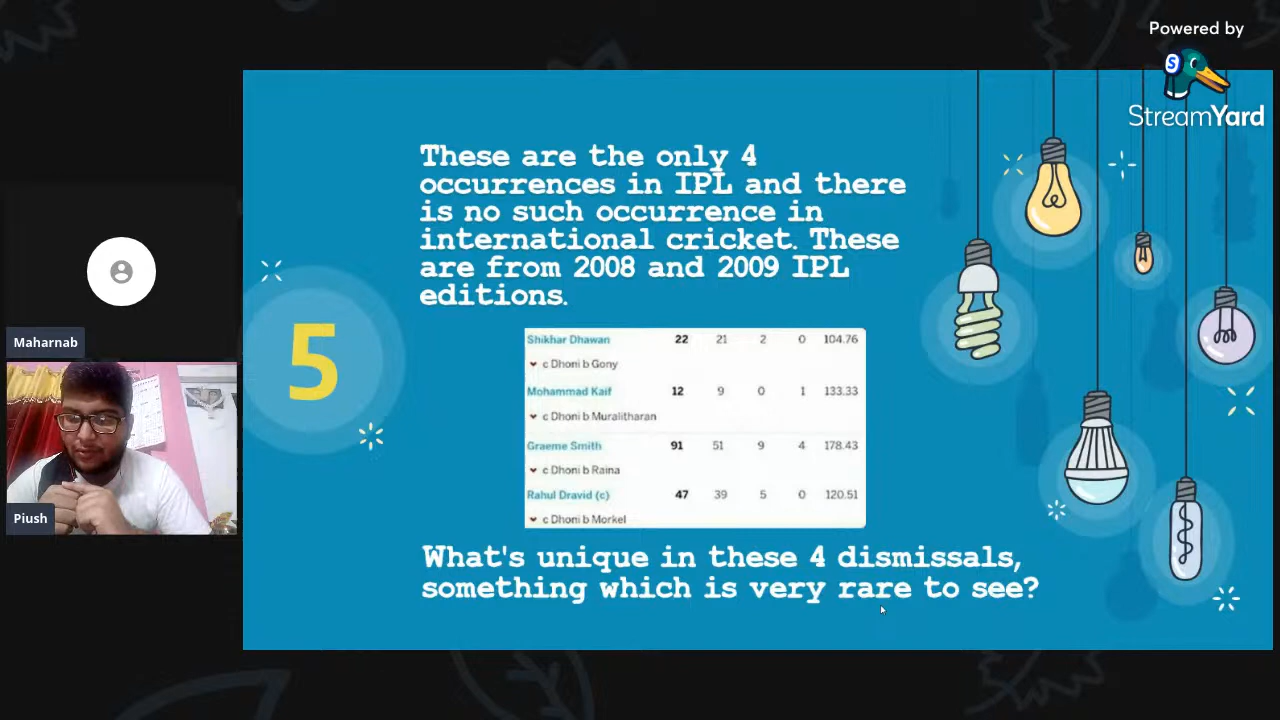 Powered by
StreamYard
These are the only 4
occurrences in IPL and there
is no such occurrence in
international cricket. These
are from 2008 and 2009 IPL
editions.
5
Shikhar Dhawan 22 21 2 0 104.76
c Dhoni b Gony
Mohammad Kaif 12 9 0 1 133.33
c Dhoni b Muralitharan
Graeme Smith 91 51 9 4 178.43
c Dhoni b Raina
Rahul Dravid (c) 47 39 5 0 120.51
c Dhoni b Morkel
What's unique in these 4 dismissals,
something which is very rare to see?
Maharnab
Piush